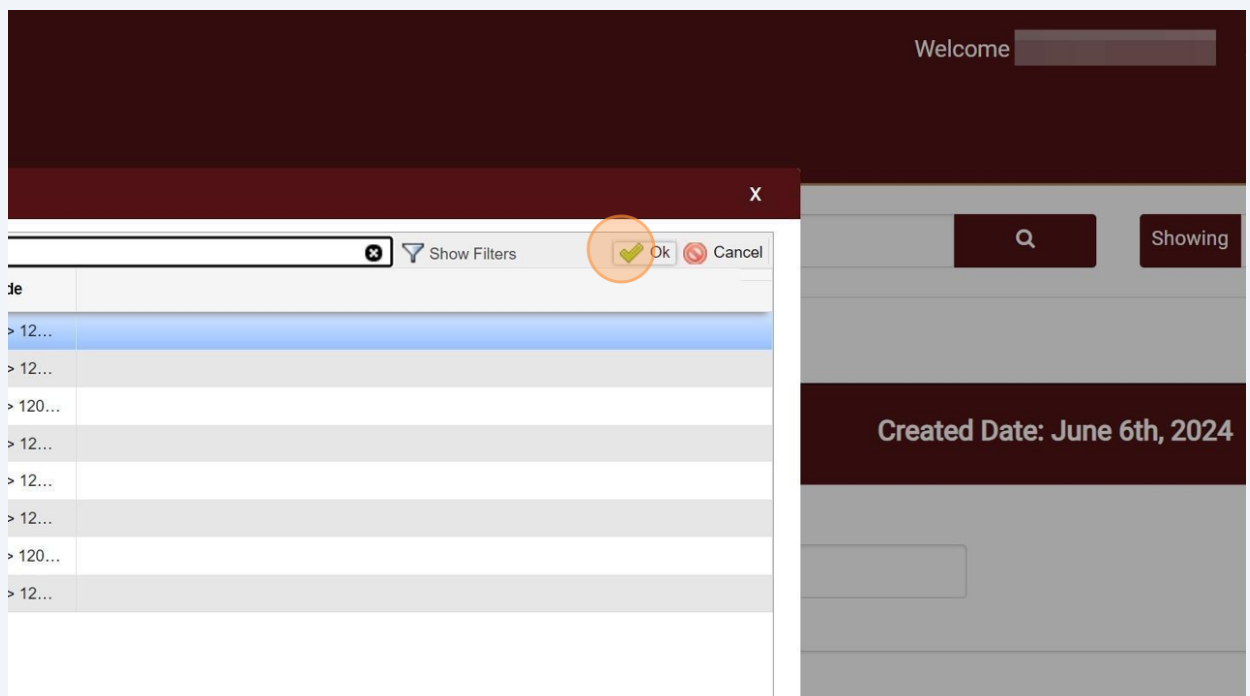 Welcome
X
Show Filters Ok Cancel
Showing
de
> 12...
> 12...
> 120...
> 12...
> 12...
> 12...
> 120...
> 12...
Created Date: June 6th, 2024